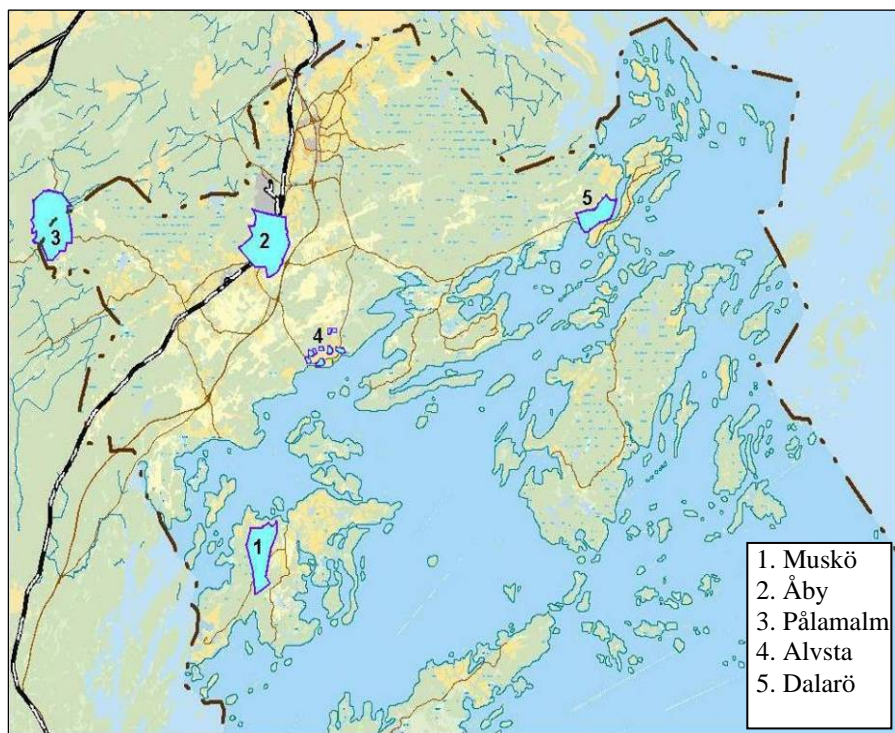 5
3
2
4
1
1. Muskö
2. Åby
3. Pålamalm
4. Alvsta
5. Dalarö